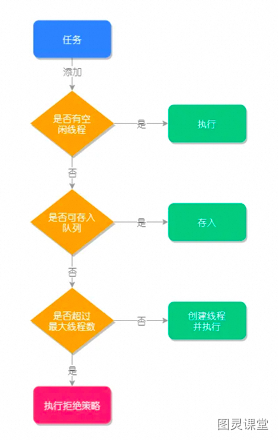 任务
添加
是否有空
闲线程
是
执行
否
是否可存入
队列
是
存入
否
是否超过
最大线程数
否
创建线程
并执行
是
执行拒绝策略
图灵课堂